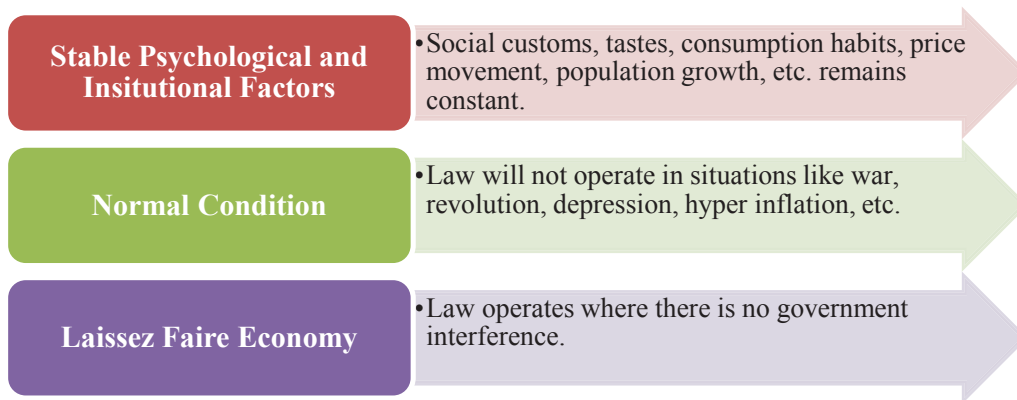 Stable Psychological and
Insitutional Factors
•Social customs, tastes, consumption habits, price
movement, population growth, etc. remains
constant.
Normal Condition
•Law will not operate in situations like war,
revolution, depression, hyper inflation, etc.
Laissez Faire Economy
•Law operates where there is no government
interference.